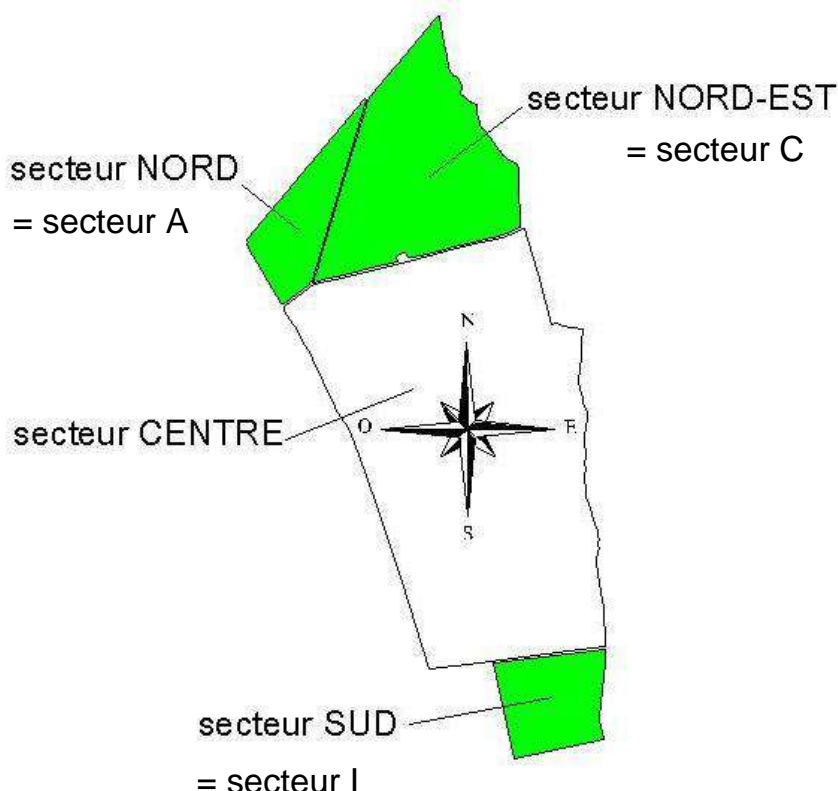 secteur NORD-EST
= secteur C
secteur NORD
= secteur A
N
secteur CENTRE
O
E
S
secteur SUD
= secteur I